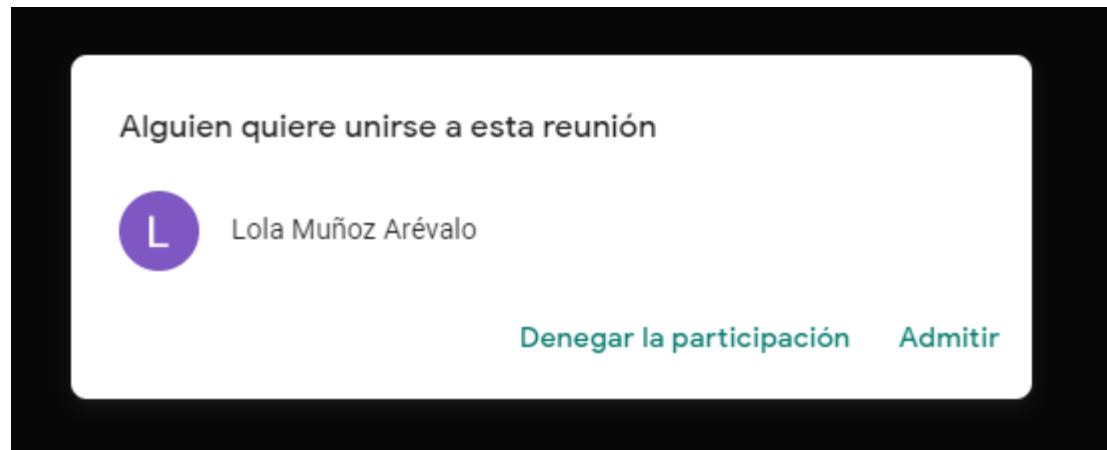 Alguien quiere unirse a esta reunión
L
Lola Muñoz Arévalo
Denegar la participación Admitir